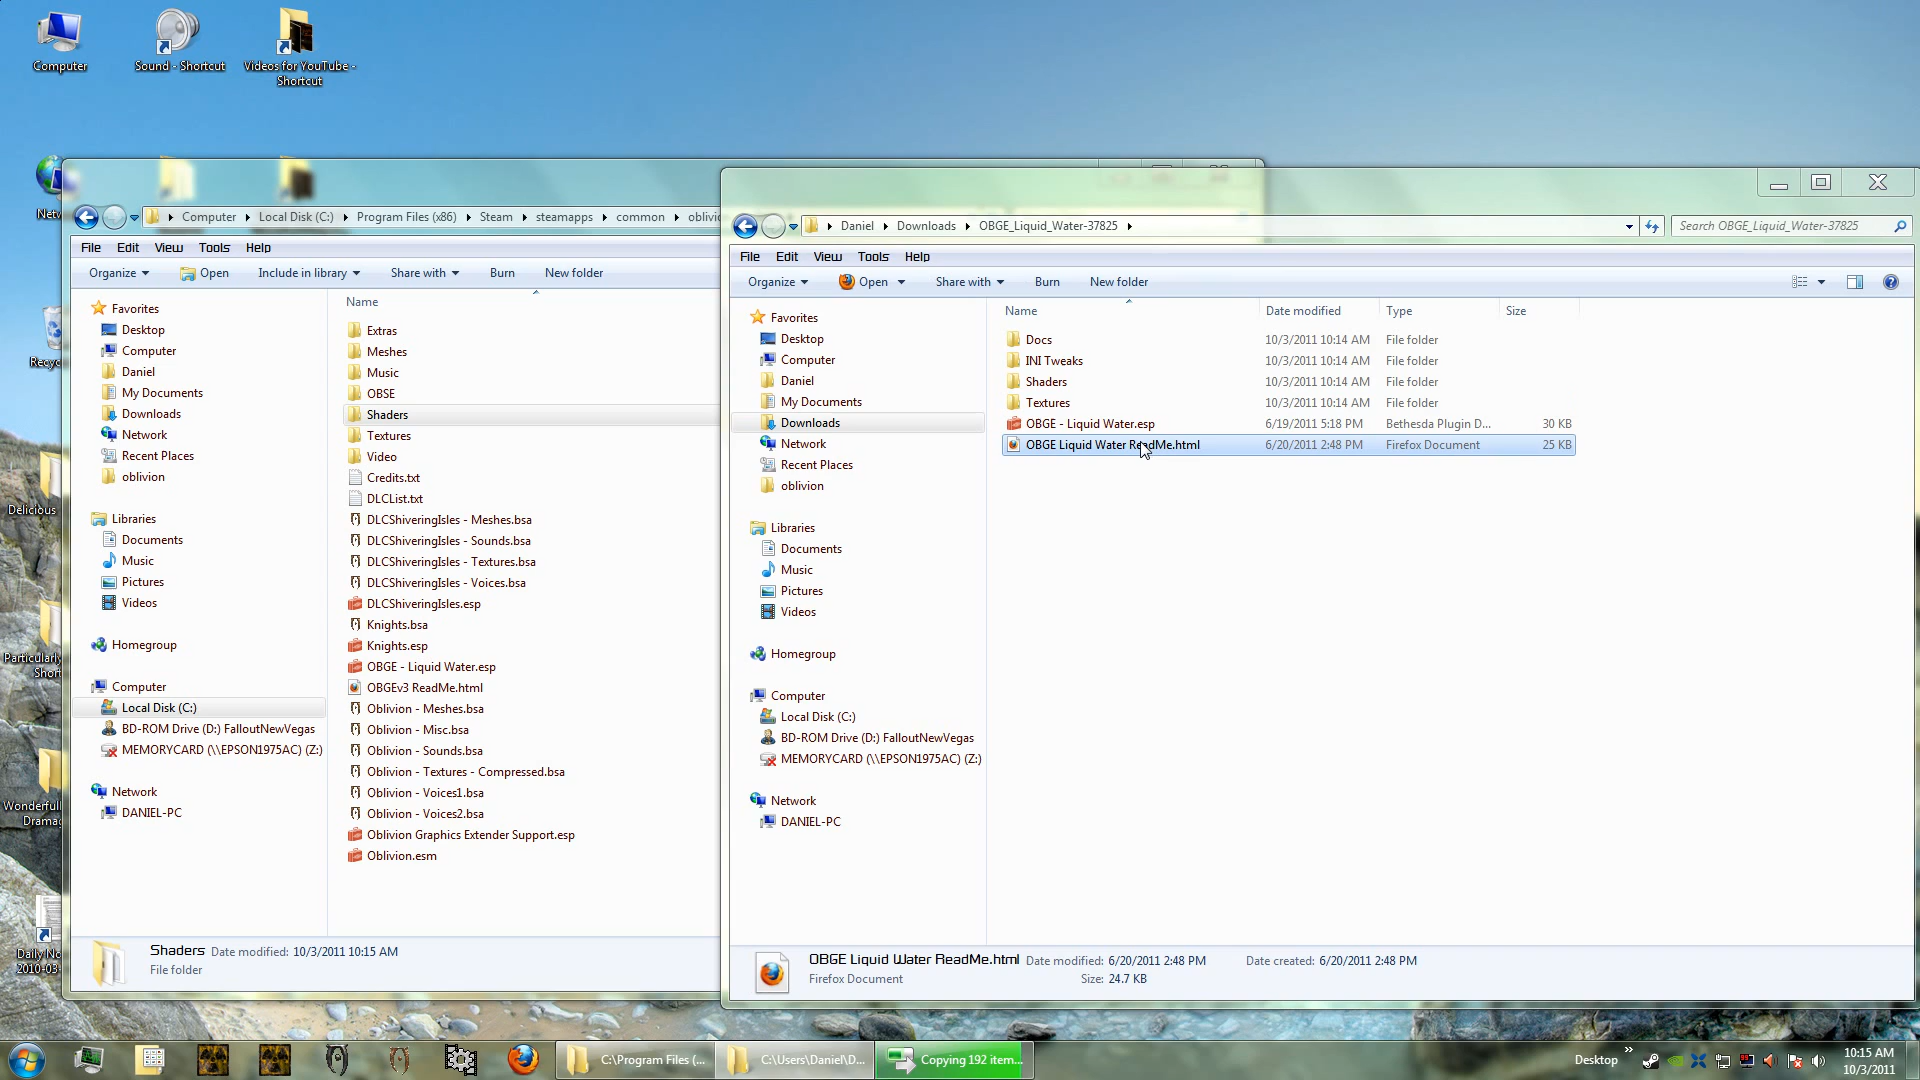 Computer
Sound - Shortcut
Videos for YouTube -
Shortcut
Computer
Local Disk (C:)
Program Files (x86)
Steam
steamapps
common
File
Edit
View
Tools
Help
Organize
Open
Include in library
Share with
Burn
New folder
Favorites
Desktop
Computer
Daniel
My Documents
Downloads
Network
Recent Places
oblivion
Libraries
Documents
Music
Pictures
Videos
Homegroup
Computer
Local Disk (C:)
BD-ROM Drive (D:) FalloutNewVegas
MEMORYCARD (\\EPSON1975AC) (Z:)
Network
DANIEL-PC
Name
Extras
Meshes
Music
OBSE
Shaders
Textures
Video
Credits.txt
DLCList.txt
DLCShiveringIsles - Meshes.bsa
DLCShiveringIsles - Sounds.bsa
DLCShiveringIsles - Textures.bsa
DLCShiveringIsles - Voices.bsa
DLCShiveringIsles.esp
Knights.bsa
Knights.esp
OBGE - Liquid Water.esp
OBGEv3 ReadMe.html
Oblivion - Meshes.bsa
Oblivion - Misc.bsa
Oblivion - Sounds.bsa
Oblivion - Textures - Compressed.bsa
Oblivion - Voices1.bsa
Oblivion - Voices2.bsa
Oblivion Graphics Extender Support.esp
Oblivion.esm
Shaders Date modified: 10/3/2011 10:15 AM
File folder
Daniel
Downloads
OBGE_Liquid_Water-37825
Search OBGE_Liquid_Water-37825
File
Edit
View
Tools
Help
Organize
Open
Share with
Burn
New folder
Favorites
Desktop
Computer
Daniel
My Documents
Downloads
Network
Recent Places
oblivion
Libraries
Documents
Music
Pictures
Videos
Homegroup
Computer
Local Disk (C:)
BD-ROM Drive (D:) FalloutNewVegas
MEMORYCARD (\\EPSON1975AC) (Z:)
Network
DANIEL-PC
Name Date modified Type Size
Docs 10/3/2011 10:14 AM File folder
INI Tweaks 10/3/2011 10:14 AM File folder
Shaders 10/3/2011 10:14 AM File folder
Textures 10/3/2011 10:14 AM File folder
OBGE - Liquid Water.esp 6/19/2011 5:18 PM Bethesda Plugin D... 30 KB
OBGE Liquid Water ReadMe.html 6/20/2011 2:48 PM Firefox Document 25 KB
OBGE Liquid Water ReadMe.html Date modified: 6/20/2011 2:48 PM Date created: 6/20/2011 2:48 PM
Firefox Document Size: 24.7 KB
Delicious
C:\Program Files (...
C:\Users\Daniel\D...
Copying 192 item...
Desktop
10:15 AM
10/3/2011